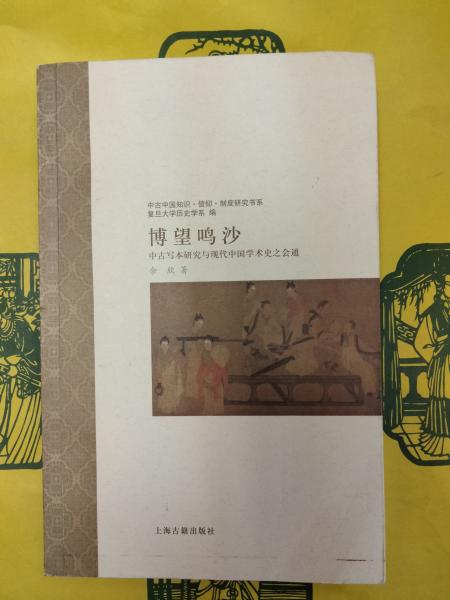 中古中国知识·信仰·制度研究书系
复旦大学历史学系 编
博望鸣沙
中古写本研究与现代中国学术史之会通
余 欣 著
上海古籍出版社